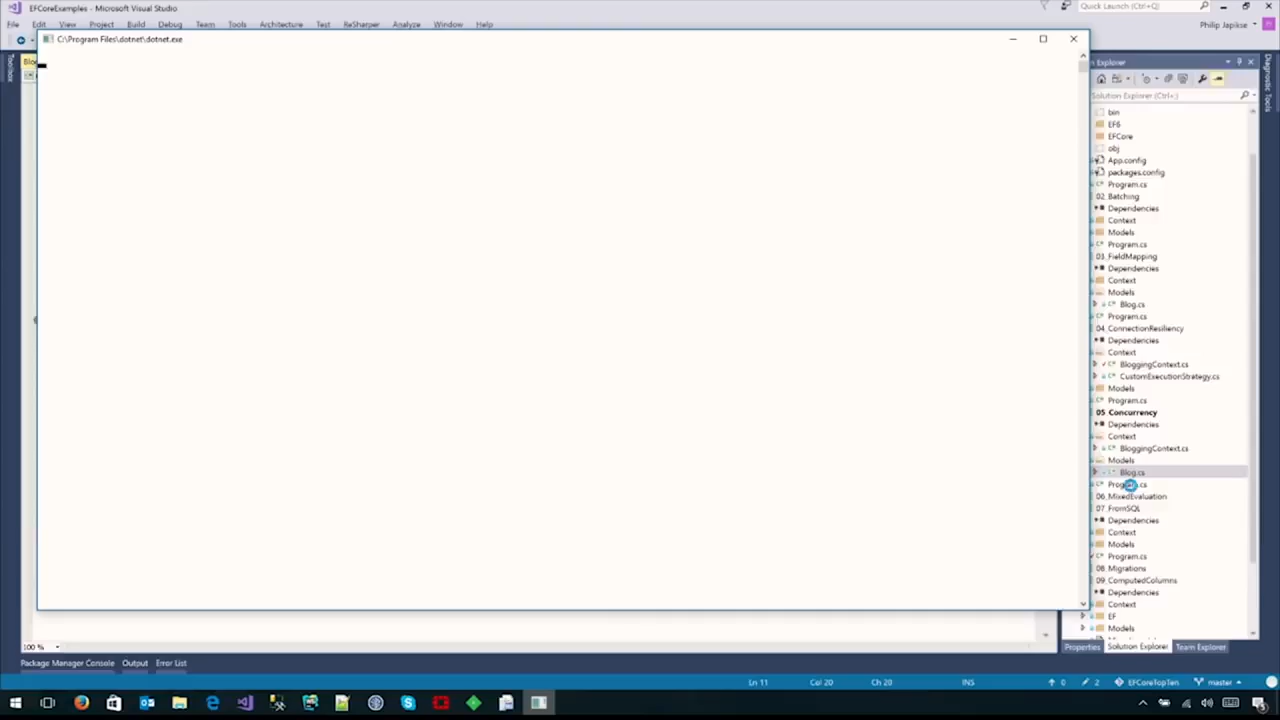 EFCoreExamples - Microsoft Visual Studio
Quick Launch (Ctrl+Q)
File Edit View Project Build Debug Team Tools Architecture Test ReSharper Analyze Window Help
Philip Japikse
C:\Program Files\dotnet\dotnet.exe
Toolbox
Diagnostic Tools
Solution Explorer (Ctrl+;)
bin
EF6
EFCore
obj
App.config
packages.config
Program.cs
02_Batching
Dependencies
Context
Models
Program.cs
03_FieldMapping
Dependencies
Context
Models
Blog.cs
Program.cs
04_ConnectionResiliency
Dependencies
Context
BloggingContext.cs
CustomExecutionStrategy.cs
Models
Program.cs
05_Concurrency
Dependencies
Context
BloggingContext.cs
Models
Blog.cs
Program.cs
06_MixedEvaluation
07_FromSQL
Dependencies
Context
Models
Program.cs
08_Migrations
09_ComputedColumns
Dependencies
Context
EF
Models
100 %
Properties Solution Explorer Team Explorer
Package Manager Console Output Error List
Ln 11 Col 20 Ch 20 INS 0 2 EFCoreTopTen master